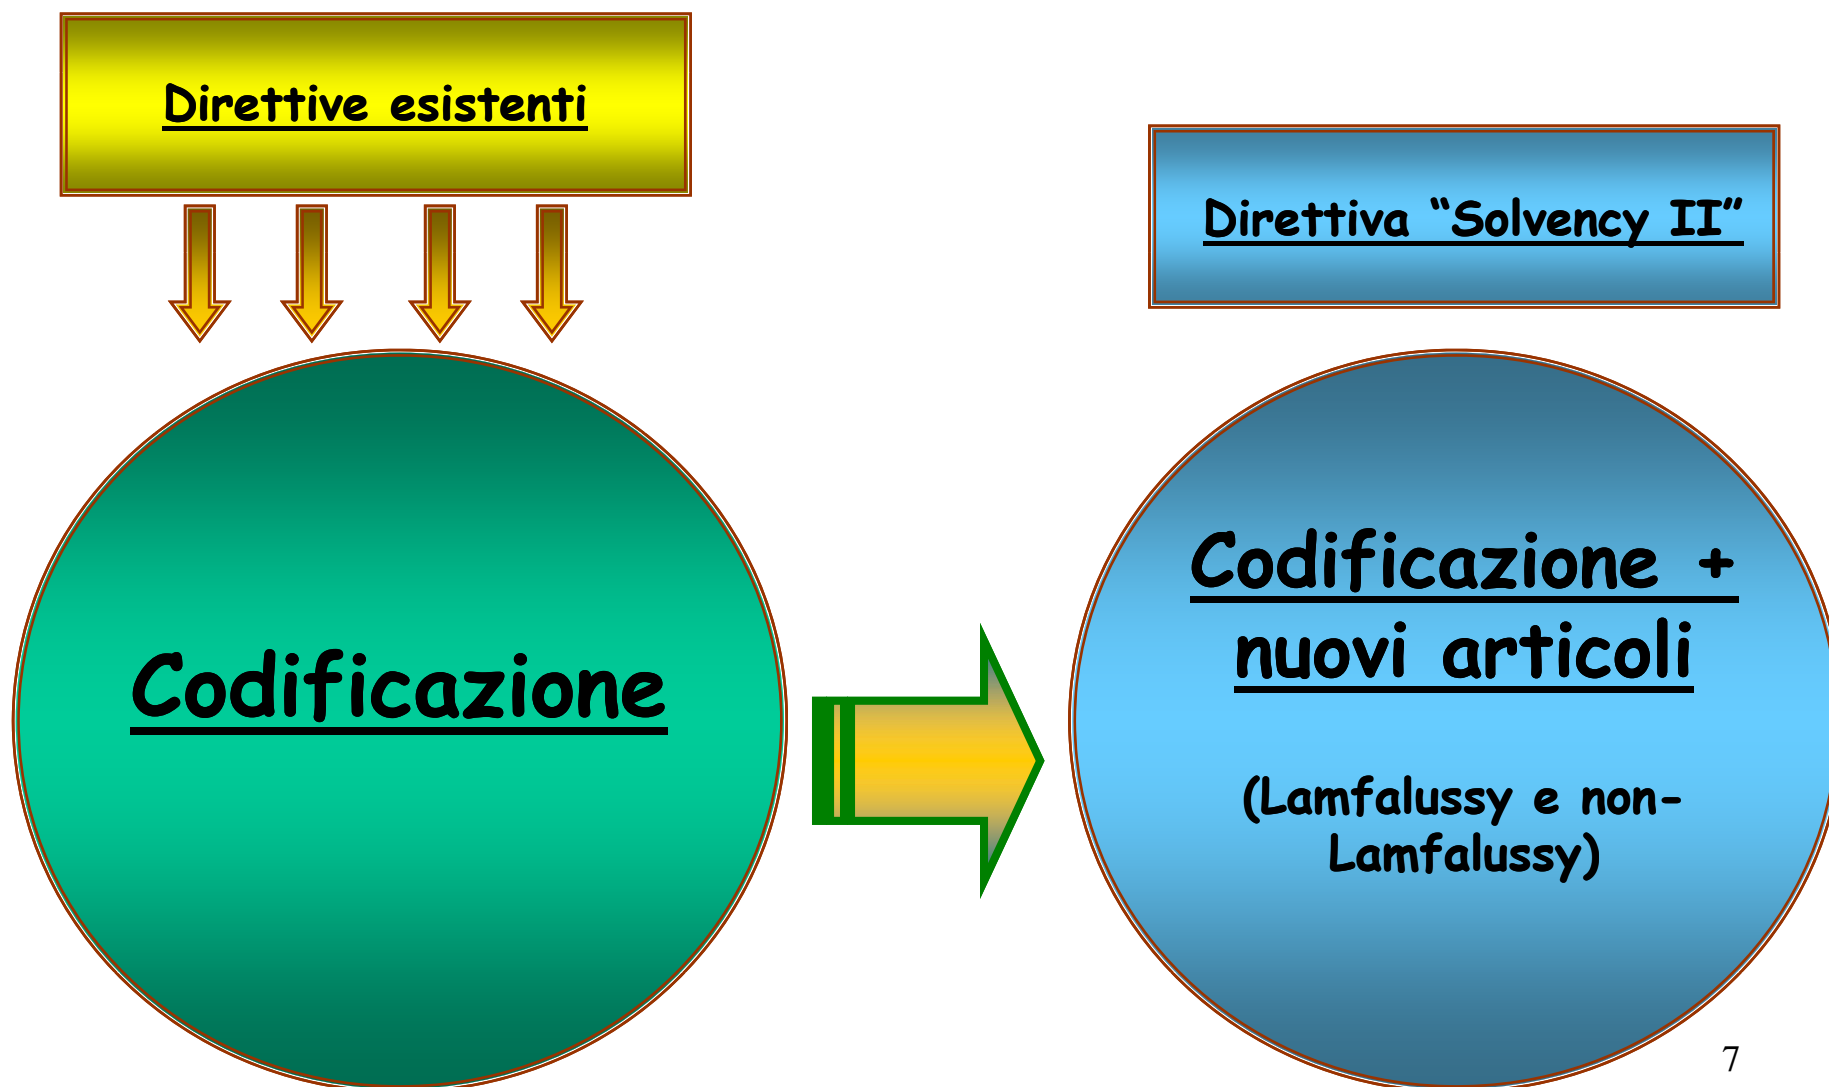 Direttive esistenti
Direttiva “Solvency II”
Codificazione
Codificazione +
nuovi articoli
(Lamfalussy e non-
Lamfalussy)
7